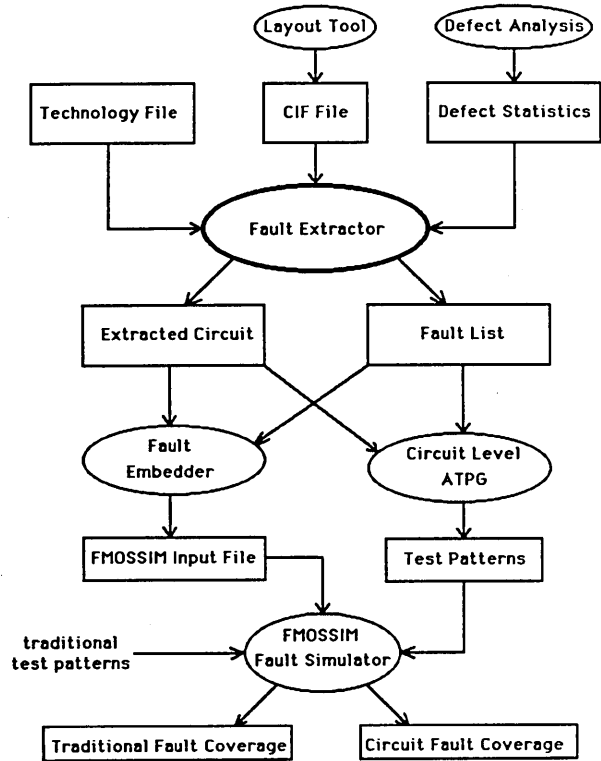 Layout Tool
Defect Analysis
Technology File
CIF File
Defect Statistics
Fault Extractor
Extracted Circuit
Fault List
Fault
Embedder
Circuit Level
ATPG
FMOSSIM Input File
Test Patterns
traditional
test patterns
FMOSSIM
Fault Simulator
Traditional Fault Coverage
Circuit Fault Coverage